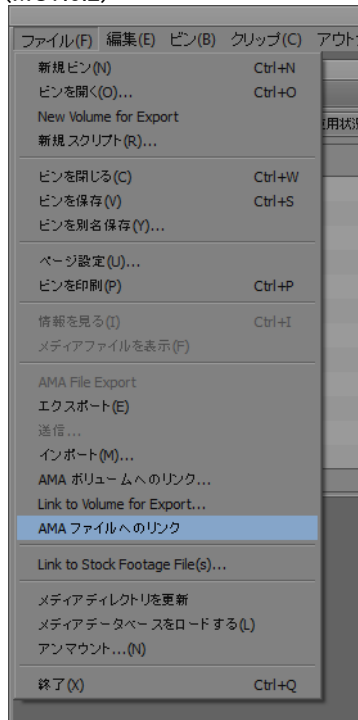 ファイル(F) 編集(E) ビン(B) クリップ(C)
新規ビン(N) Ctrl+N
ビンを開く(O)... Ctrl+O
New Volume for Export
新規スクリプト(R)...
ビンを閉じる(C) Ctrl+W
ビンを保存(V) Ctrl+S
ビンを別名保存(Y)...
ページ設定(U)...
ビンを印刷(P) Ctrl+P
情報を見る(I) Ctrl+I
メディアファイルを表示(F)
AMA File Export
エクスポート(E)
送信...
インポート(M)...
AMA ボリュームへのリンク...
Link to Volume for Export...
AMA ファイルへのリンク
Link to Stock Footage File(s)...
メディアディレクトリを更新
メディアデータベースをロードする(L)
アンマウント...(N)
終了(X) Ctrl+Q